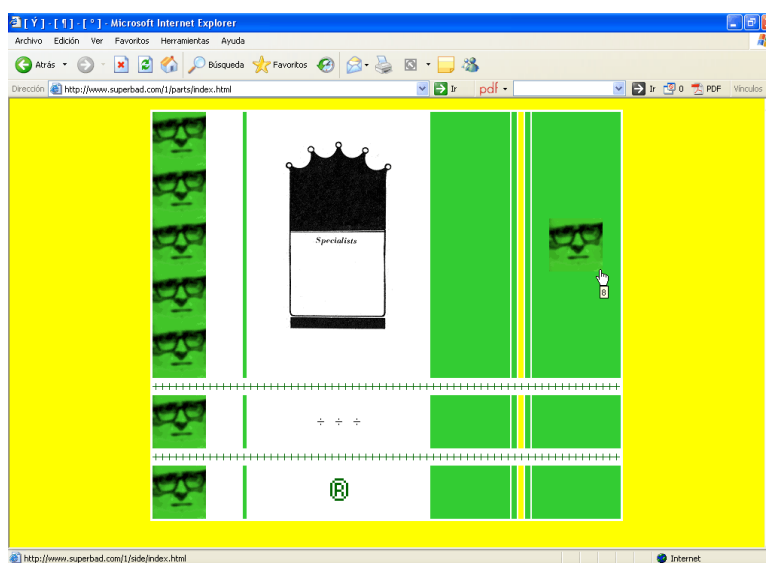 [ Ý ] - [ ¶ ] - [ ° ] - Microsoft Internet Explorer
Archivo Edición Ver Favoritos Herramientas Ayuda
Atrás Búsqueda Favoritos
Dirección http://www.superbad.com/1/parts/index.html Ir pdf Ir 0 PDF Vínculos
Specialists
8
+++++++++++++++++++++++++++++++++++++++++++++++++++++++++
÷ ÷ ÷
+++++++++++++++++++++++++++++++++++++++++++++++++++++++++
®
http://www.superbad.com/1/side/index.html Internet